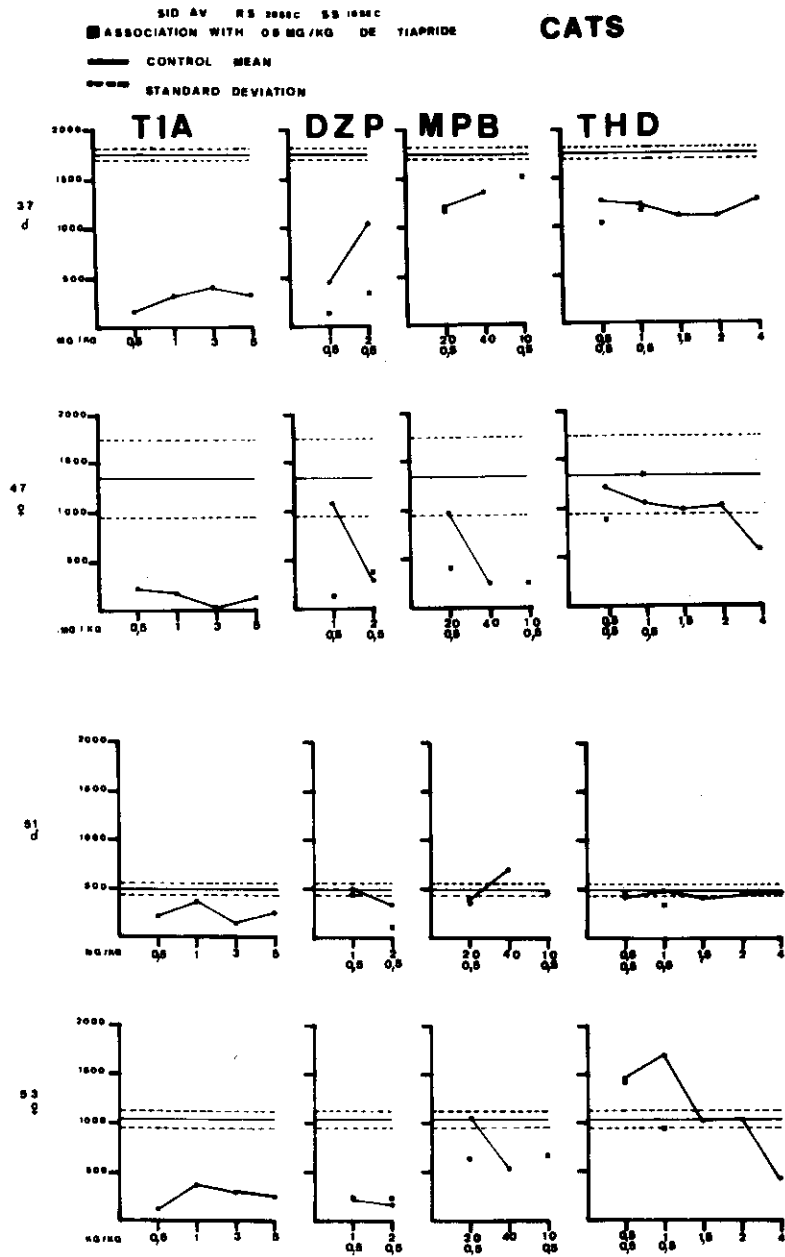 SID AV RS 20SEC SS 15SEC
ASSOCIATION WITH 0.5 MG/KG DE TIAPRIDE
CATS
CONTROL MEAN
STANDARD DEVIATION
TIA DZP MPB THD
2000
1500
37
♂
1000
500
MG/KG 0,5 1 3 5 1 2 20 40 10 0,5 1 1,5 2 4
0,5 0,5 0,5 0,5 0,5 0,5
2000
1500
47
♀
1000
500
MG/KG 0,5 1 3 5 1 2 20 40 10 0,5 1 1,5 2 4
0,5 0,5 0,5 0,5 0,5 0,5
2000
1500
51
♂
1000
500
MG/KG 0,5 1 3 5 1 2 20 40 10 0,5 1 1,5 2 4
0,5 0,5 0,5 0,5 0,5 0,5
2000
1500
53
♀
1000
500
KG/KG 0,5 1 3 5 1 2 20 40 10 0,5 1 1,5 2 4
0,5 0,5 0,5 0,5 0,5 0,5